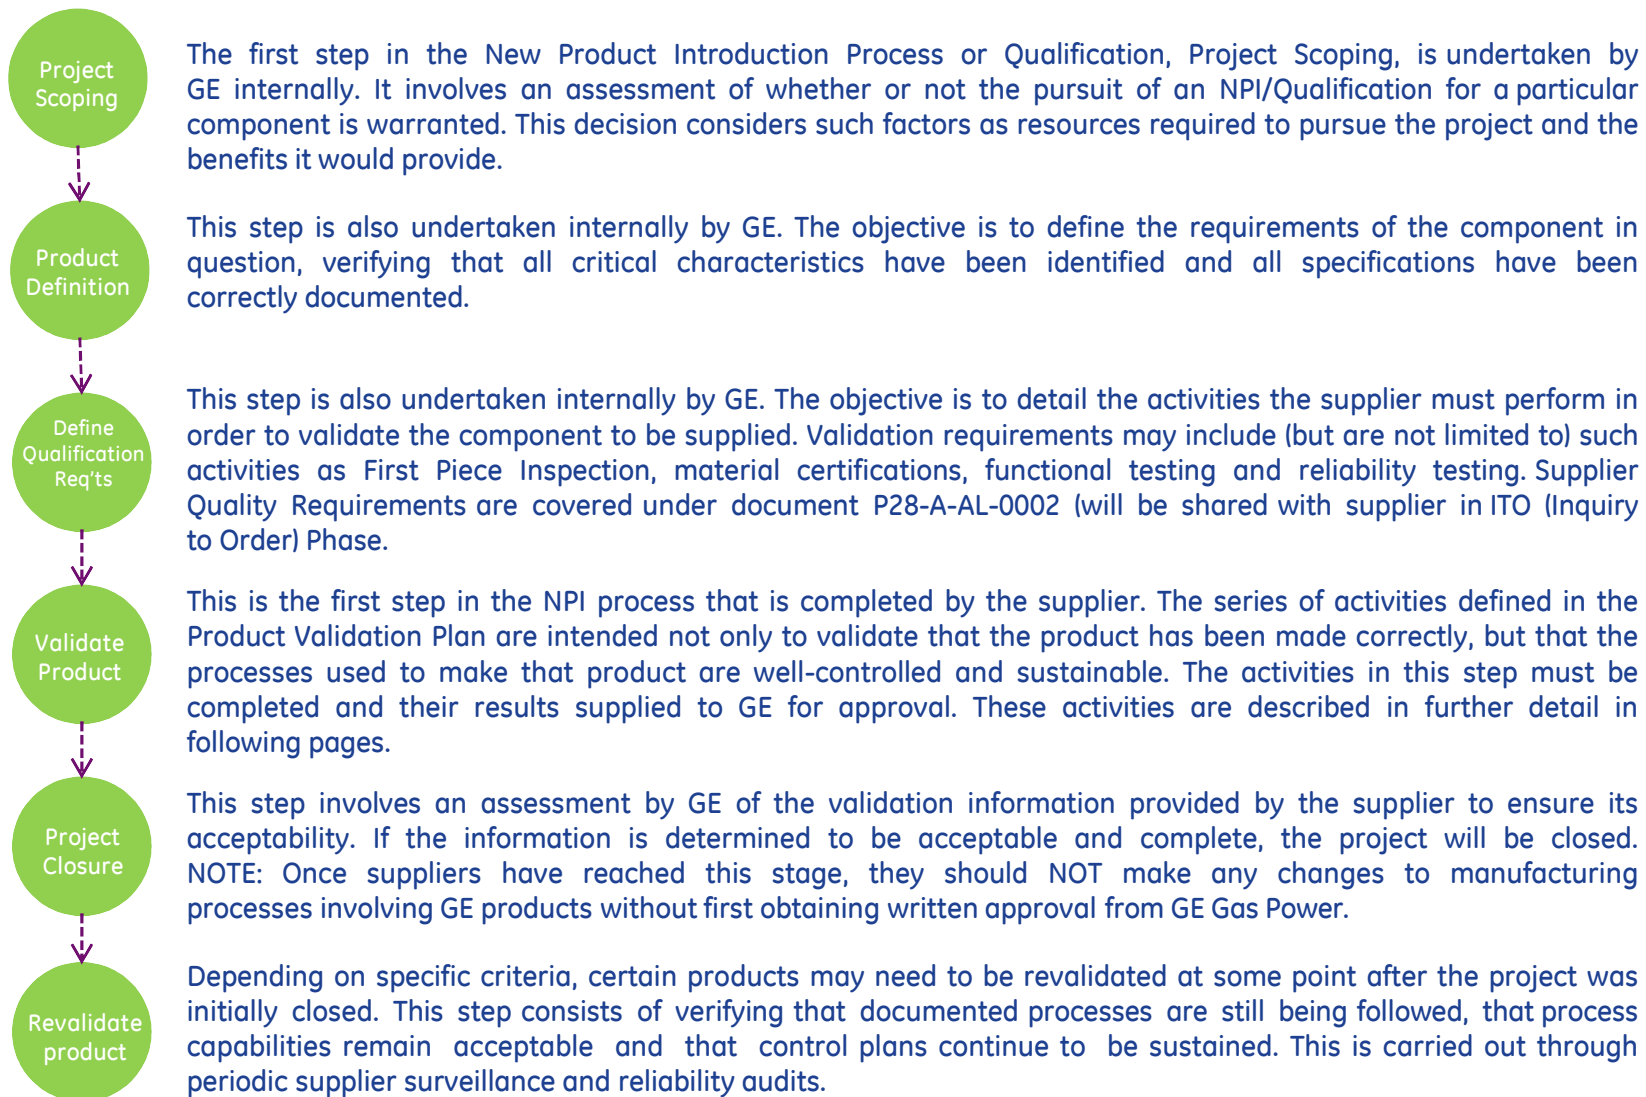 Project
Scoping
The first step in the New Product Introduction Process or Qualification, Project Scoping, is undertaken by
GE internally. It involves an assessment of whether or not the pursuit of an NPI/Qualification for a particular
component is warranted. This decision considers such factors as resources required to pursue the project and the
benefits it would provide.
Product
Definition
This step is also undertaken internally by GE. The objective is to define the requirements of the component in
question, verifying that all critical characteristics have been identified and all specifications have been
correctly documented.
Define
Qualification
Req'ts
This step is also undertaken internally by GE. The objective is to detail the activities the supplier must perform in
order to validate the component to be supplied. Validation requirements may include (but are not limited to) such
activities as First Piece Inspection, material certifications, functional testing and reliability testing. Supplier
Quality Requirements are covered under document P28-A-AL-0002 (will be shared with supplier in ITO (Inquiry
to Order) Phase.
Validate
Product
This is the first step in the NPI process that is completed by the supplier. The series of activities defined in the
Product Validation Plan are intended not only to validate that the product has been made correctly, but that the
processes used to make that product are well-controlled and sustainable. The activities in this step must be
completed and their results supplied to GE for approval. These activities are described in further detail in
following pages.
Project
Closure
This step involves an assessment by GE of the validation information provided by the supplier to ensure its
acceptability. If the information is determined to be acceptable and complete, the project will be closed.
NOTE: Once suppliers have reached this stage, they should NOT make any changes to manufacturing
processes involving GE products without first obtaining written approval from GE Gas Power.
Revalidate
product
Depending on specific criteria, certain products may need to be revalidated at some point after the project was
initially closed. This step consists of verifying that documented processes are still being followed, that process
capabilities remain acceptable and that control plans continue to be sustained. This is carried out through
periodic supplier surveillance and reliability audits.